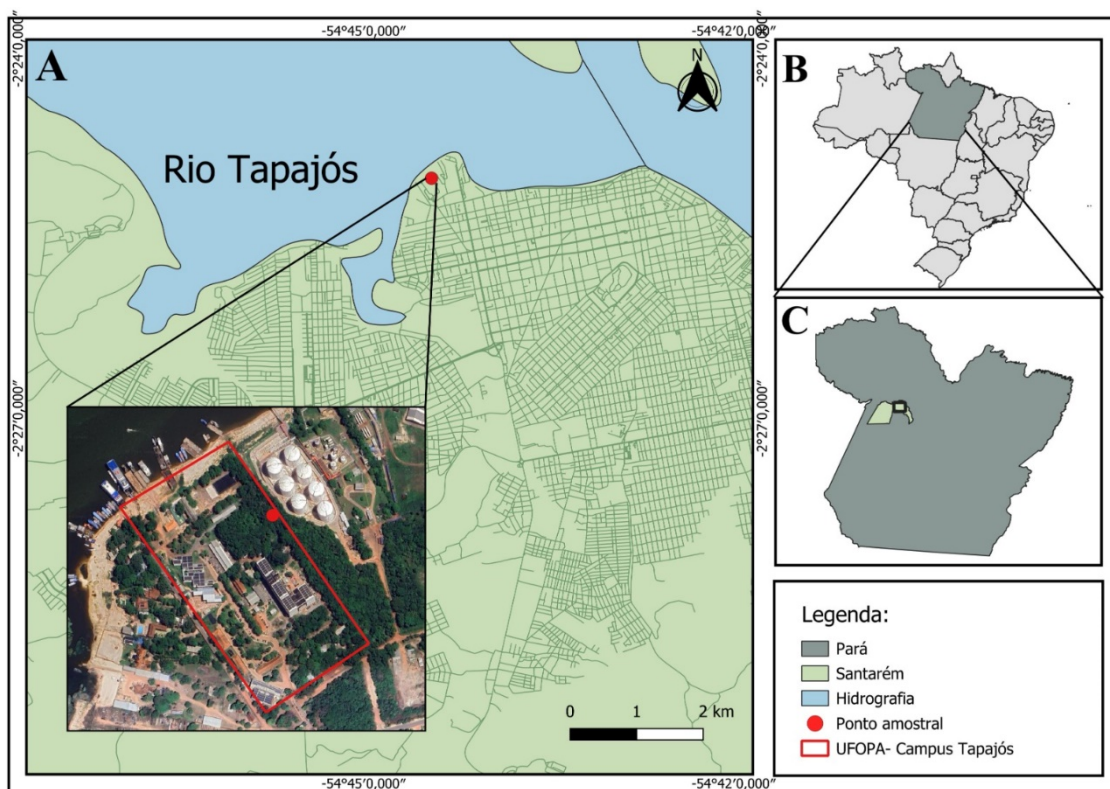 -54°45'0,000"
-54°42'0,000"
-2°24'0,000"
-2°24'0,000"
A
N
B
Rio Tapajós
C
-2°27'0,000"
-2°27'0,000"
0 1 2 km
Legenda:
Pará
Santarém
Hidrografia
Ponto amostral
UFOPA- Campus Tapajós
-54°45'0,000"
-54°42'0,000"